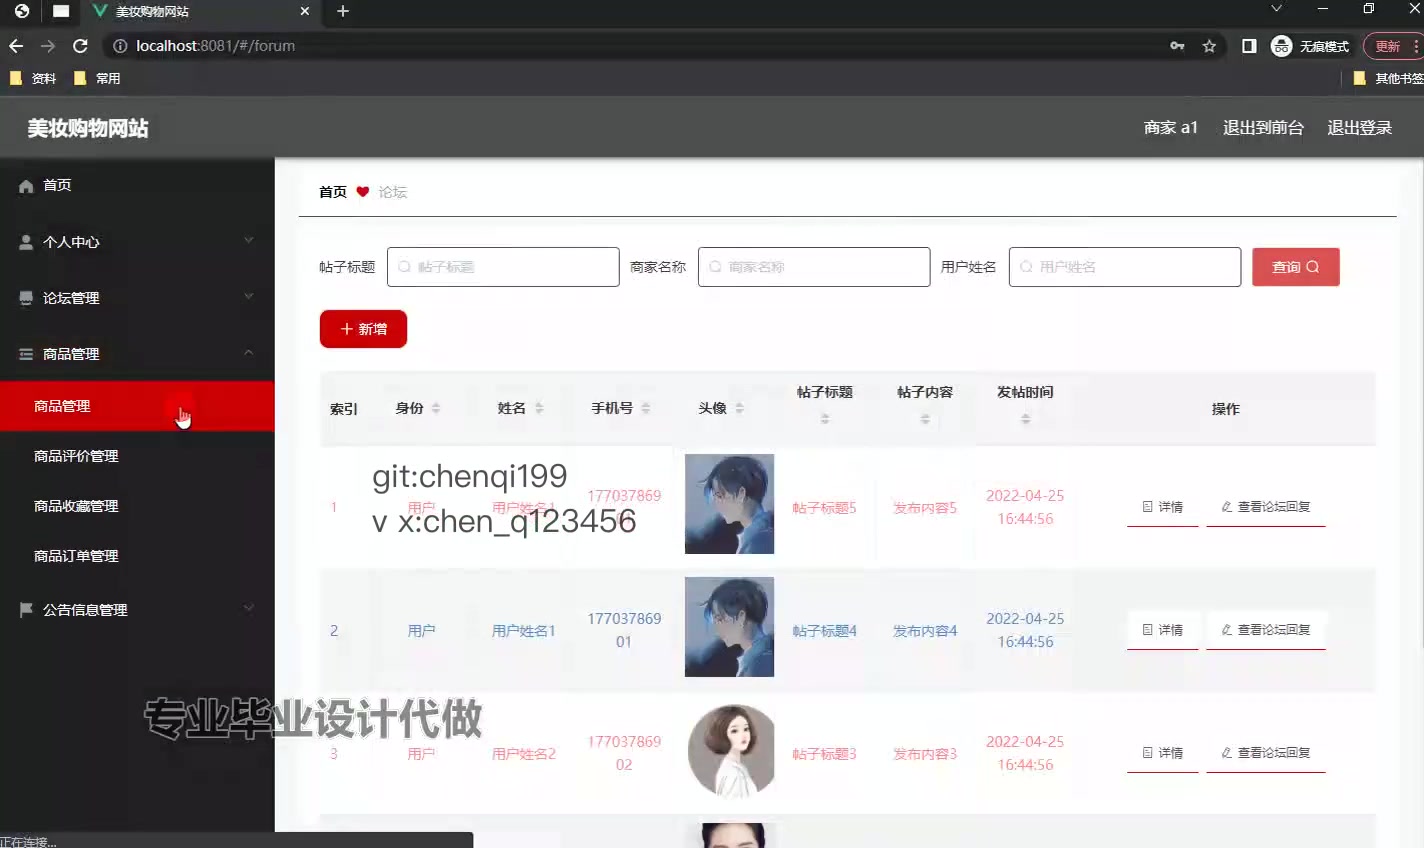 美妆购物网站
localhost:8081/#/forum
无痕模式
更新
资料
常用
其他书签
美妆购物网站
商家 a1
退出到前台
退出登录
首页
个人中心
论坛管理
商品管理
商品管理
商品评价管理
商品收藏管理
商品订单管理
公告信息管理
首页 论坛
帖子标题 帖子标题 商家名称 商家名称 用户姓名 用户姓名 查询
新增
索引 身份 姓名 手机号 头像 帖子标题 帖子内容 发帖时间 操作
git:chenqi199
v x:chen_q123456
1 用户 用户姓名1 177037869 帖子标题5 发布内容5 2022-04-25 16:44:56 详情 查看论坛回复
2 用户 用户姓名1 17703786901 帖子标题4 发布内容4 2022-04-25 16:44:56 详情 查看论坛回复
专业毕业设计代做
3 用户 用户姓名2 17703786902 帖子标题3 发布内容3 2022-04-25 16:44:56 详情 查看论坛回复
正在连接...